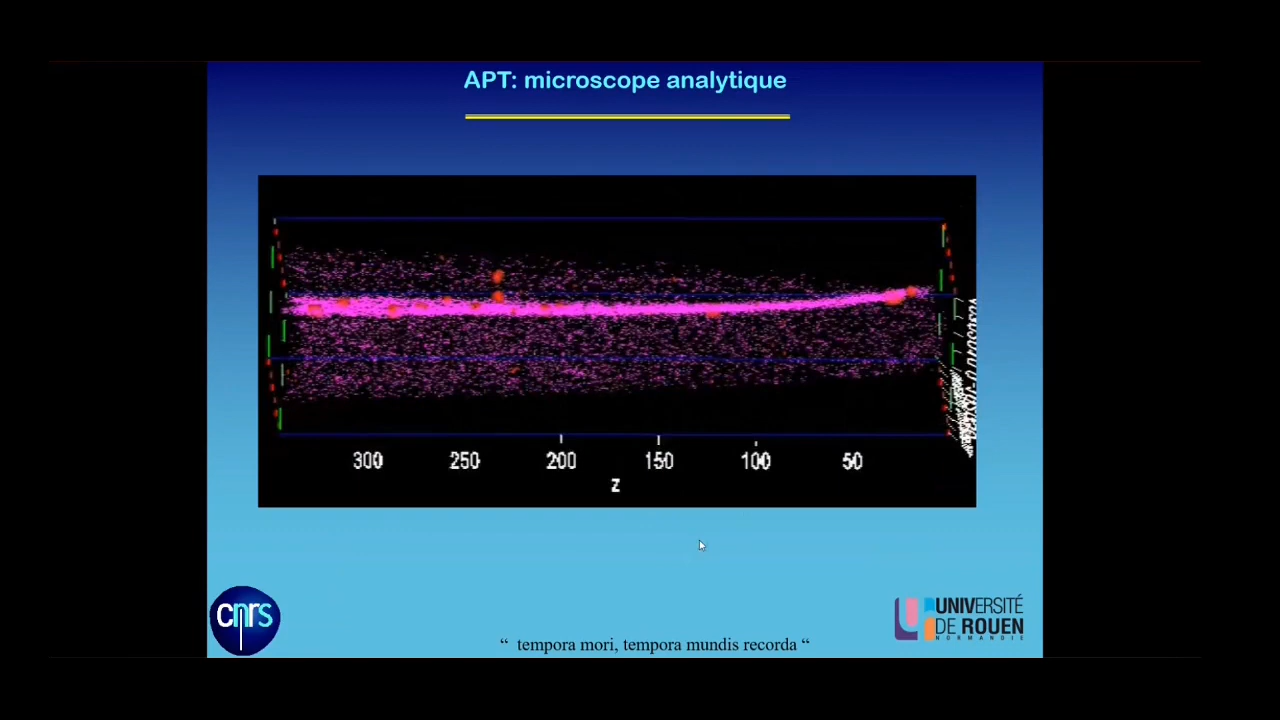 APT: microscope analytique
300 250 200 150 100 50
z
cnrs
UNIVERSITÉ
DE ROUEN
NORMANDIE
“ tempora mori, tempora mundis recorda “